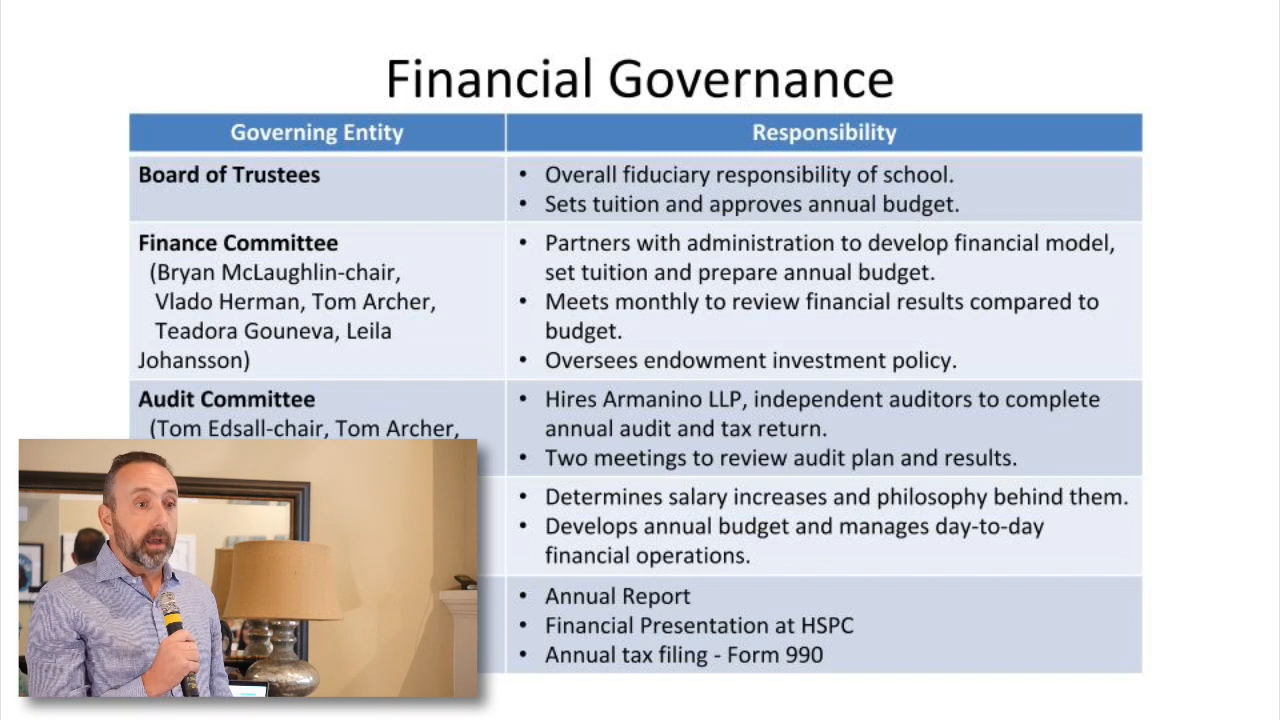 Financial Governance
Governing Entity
Responsibility
Board of Trustees
• Overall fiduciary responsibility of school.
• Sets tuition and approves annual budget.
Finance Committee
(Bryan McLaughlin-chair,
Vlado Herman, Tom Archer,
Teadora Gouneva, Leila
Johansson)
• Partners with administration to develop financial model,
set tuition and prepare annual budget.
• Meets monthly to review financial results compared to
budget.
• Oversees endowment investment policy.
Audit Committee
(Tom Edsall-chair, Tom Archer,
• Hires Armanino LLP, independent auditors to complete
annual audit and tax return.
• Two meetings to review audit plan and results.
• Determines salary increases and philosophy behind them.
• Develops annual budget and manages day-to-day
financial operations.
• Annual Report
• Financial Presentation at HSPC
• Annual tax filing - Form 990